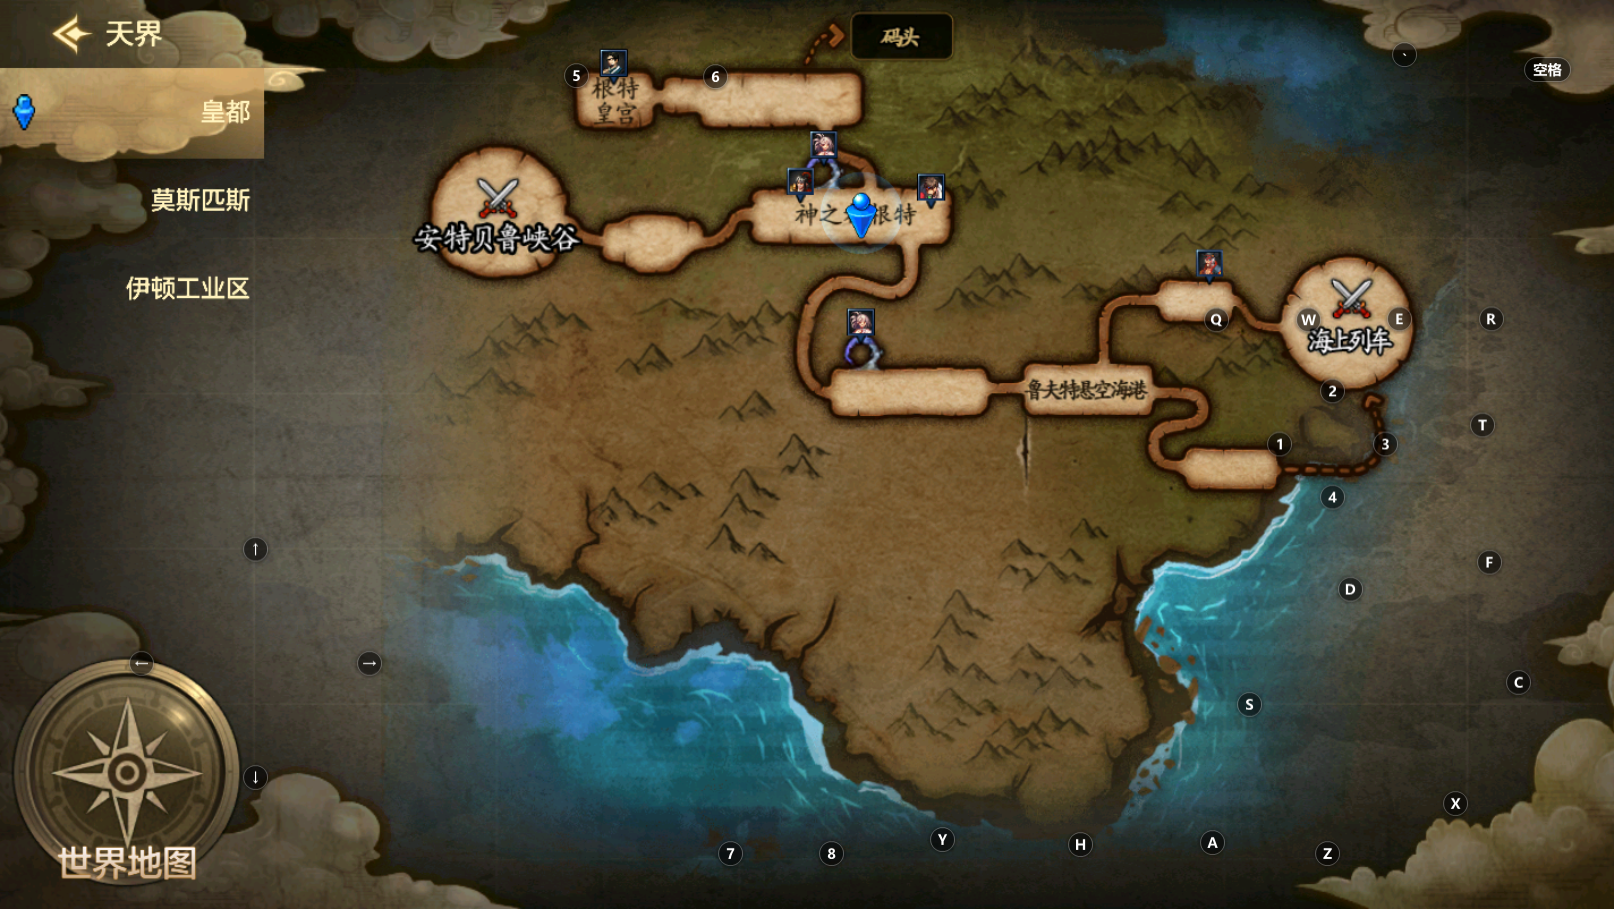 天界
码头
`
空格
皇都
5
6
根特
皇宫
莫斯匹斯
神之都根特
安特贝鲁峡谷
伊顿工业区
Q
W
E
R
海上列车
鲁夫特悬空海港
2
T
1
3
4
↑
F
D
←
→
C
S
↓
X
世界地图
7
8
Y
H
A
Z